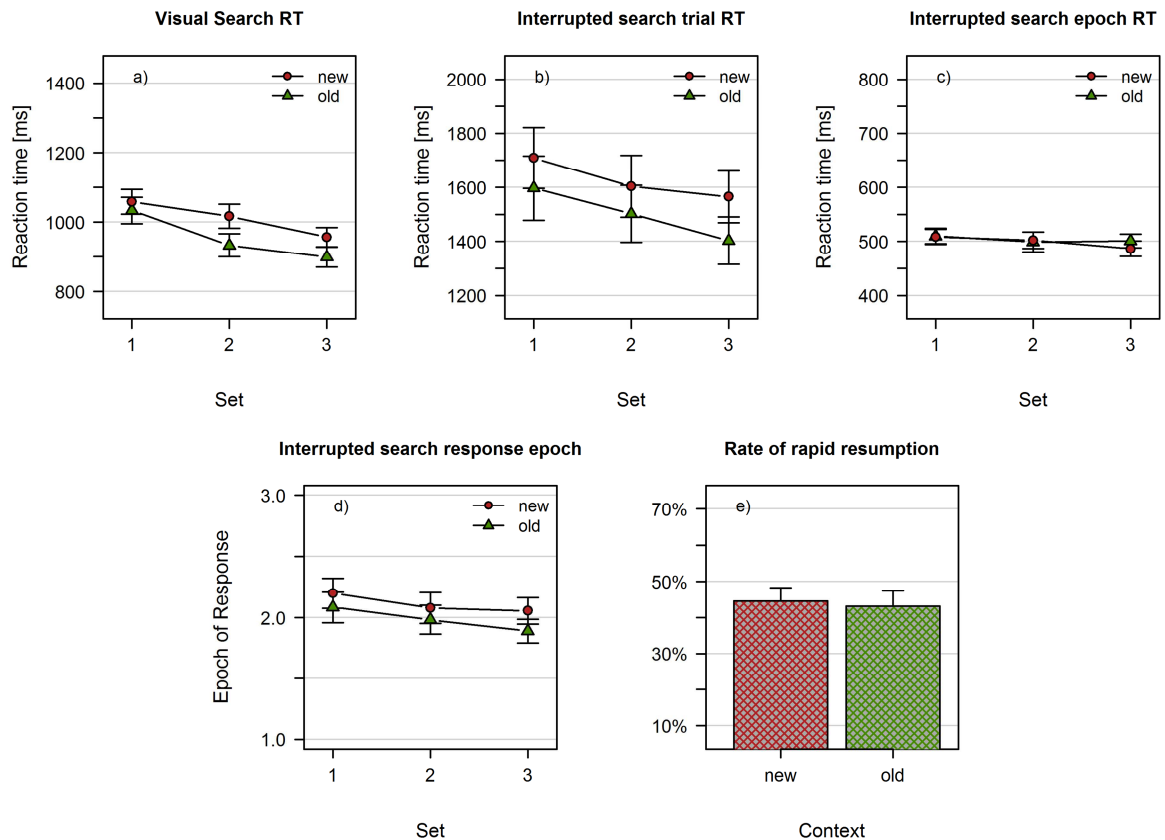 Visual Search RT
Reaction time [ms]
1400
1200
1000
800
a)
new
old
1 2 3
Set
Interrupted search trial RT
Reaction time [ms]
2000
1800
1600
1400
1200
b)
new
old
1 2 3
Set
Interrupted search epoch RT
Reaction time [ms]
800
700
600
500
400
c)
new
old
1 2 3
Set
Interrupted search response epoch
Epoch of Response
3.0
2.0
1.0
d)
new
old
1 2 3
Set
Rate of rapid resumption
70%
50%
30%
10%
e)
new old
Context